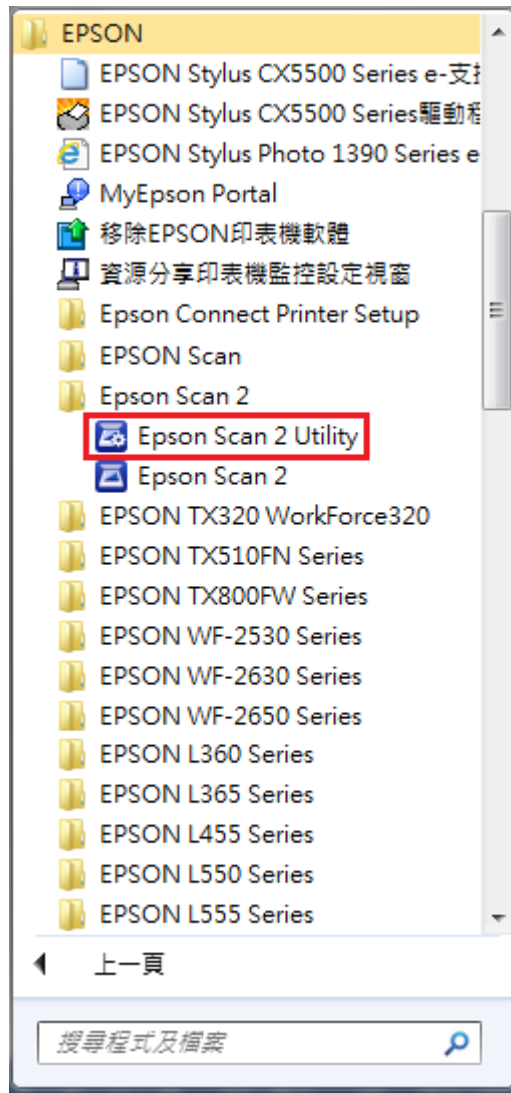 EPSON
EPSON Stylus CX5500 Series e-支
EPSON Stylus CX5500 Series驅動
EPSON Stylus Photo 1390 Series e
MyEpson Portal
移除EPSON印表機軟體
資源分享印表機監控設定視窗
Epson Connect Printer Setup
EPSON Scan
Epson Scan 2
Epson Scan 2 Utility
Epson Scan 2
EPSON TX320 WorkForce320
EPSON TX510FN Series
EPSON TX800FW Series
EPSON WF-2530 Series
EPSON WF-2630 Series
EPSON WF-2650 Series
EPSON L360 Series
EPSON L365 Series
EPSON L455 Series
EPSON L550 Series
EPSON L555 Series
上一頁
搜尋程式及檔案